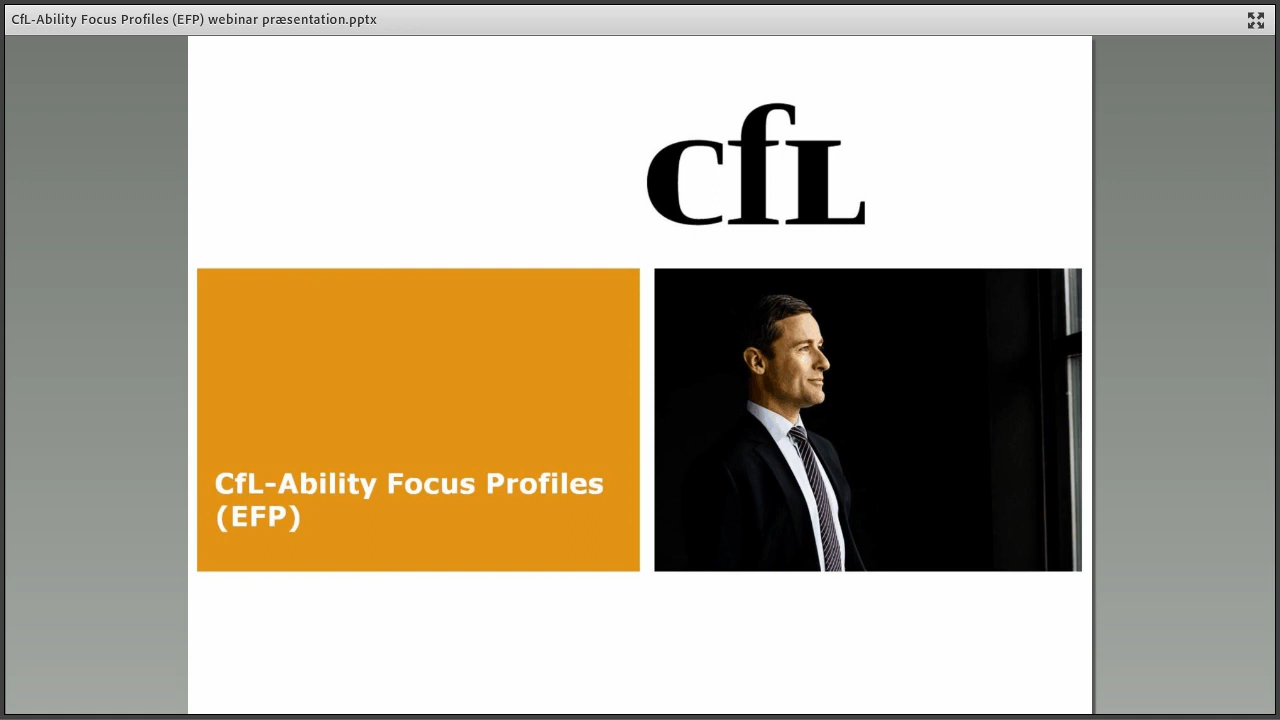 CfL-Ability Focus Profiles (EFP) webinar præsentation.pptx
cfL
CfL-Ability Focus Profiles
(EFP)